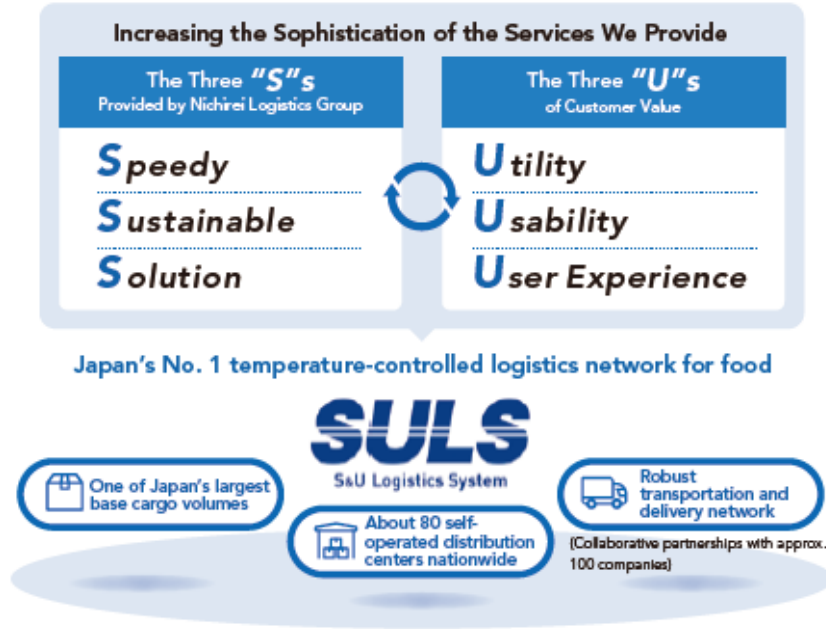 Increasing the Sophistication of the Services We Provide
The Three "S"s
Provided by Nichirei Logistics Group
Speedy
Sustainable
Solution
The Three "U"s
of Customer Value
Utility
Usability
User Experience
Japan's No. 1 temperature-controlled logistics network for food
SULS
S&U Logistics System
One of Japan's largest
base cargo volumes
About 80 self-
operated distribution
centers nationwide
Robust
transportation and
delivery network
(Collaborative partnerships with approx.
100 companies)